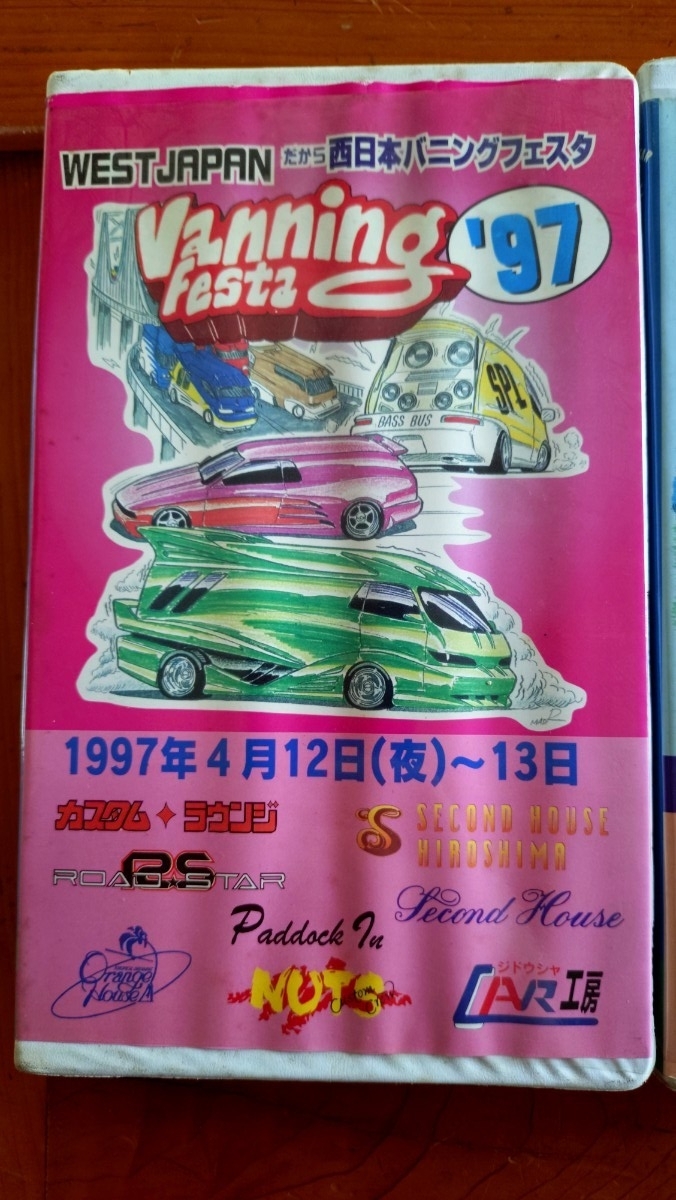 WEST JAPAN だから 西日本バニングフェスタ
Vanning
Festa
'97
SPL
BASS BUS
1997年4月12日(夜)〜13日
カスタム✦ラウンジ
SECOND HOUSE
HIROSHIMA
RS
ROAD★STAR
Second House
Paddock In
Orange
House
NUTS
ジドウシャ
CAR工房